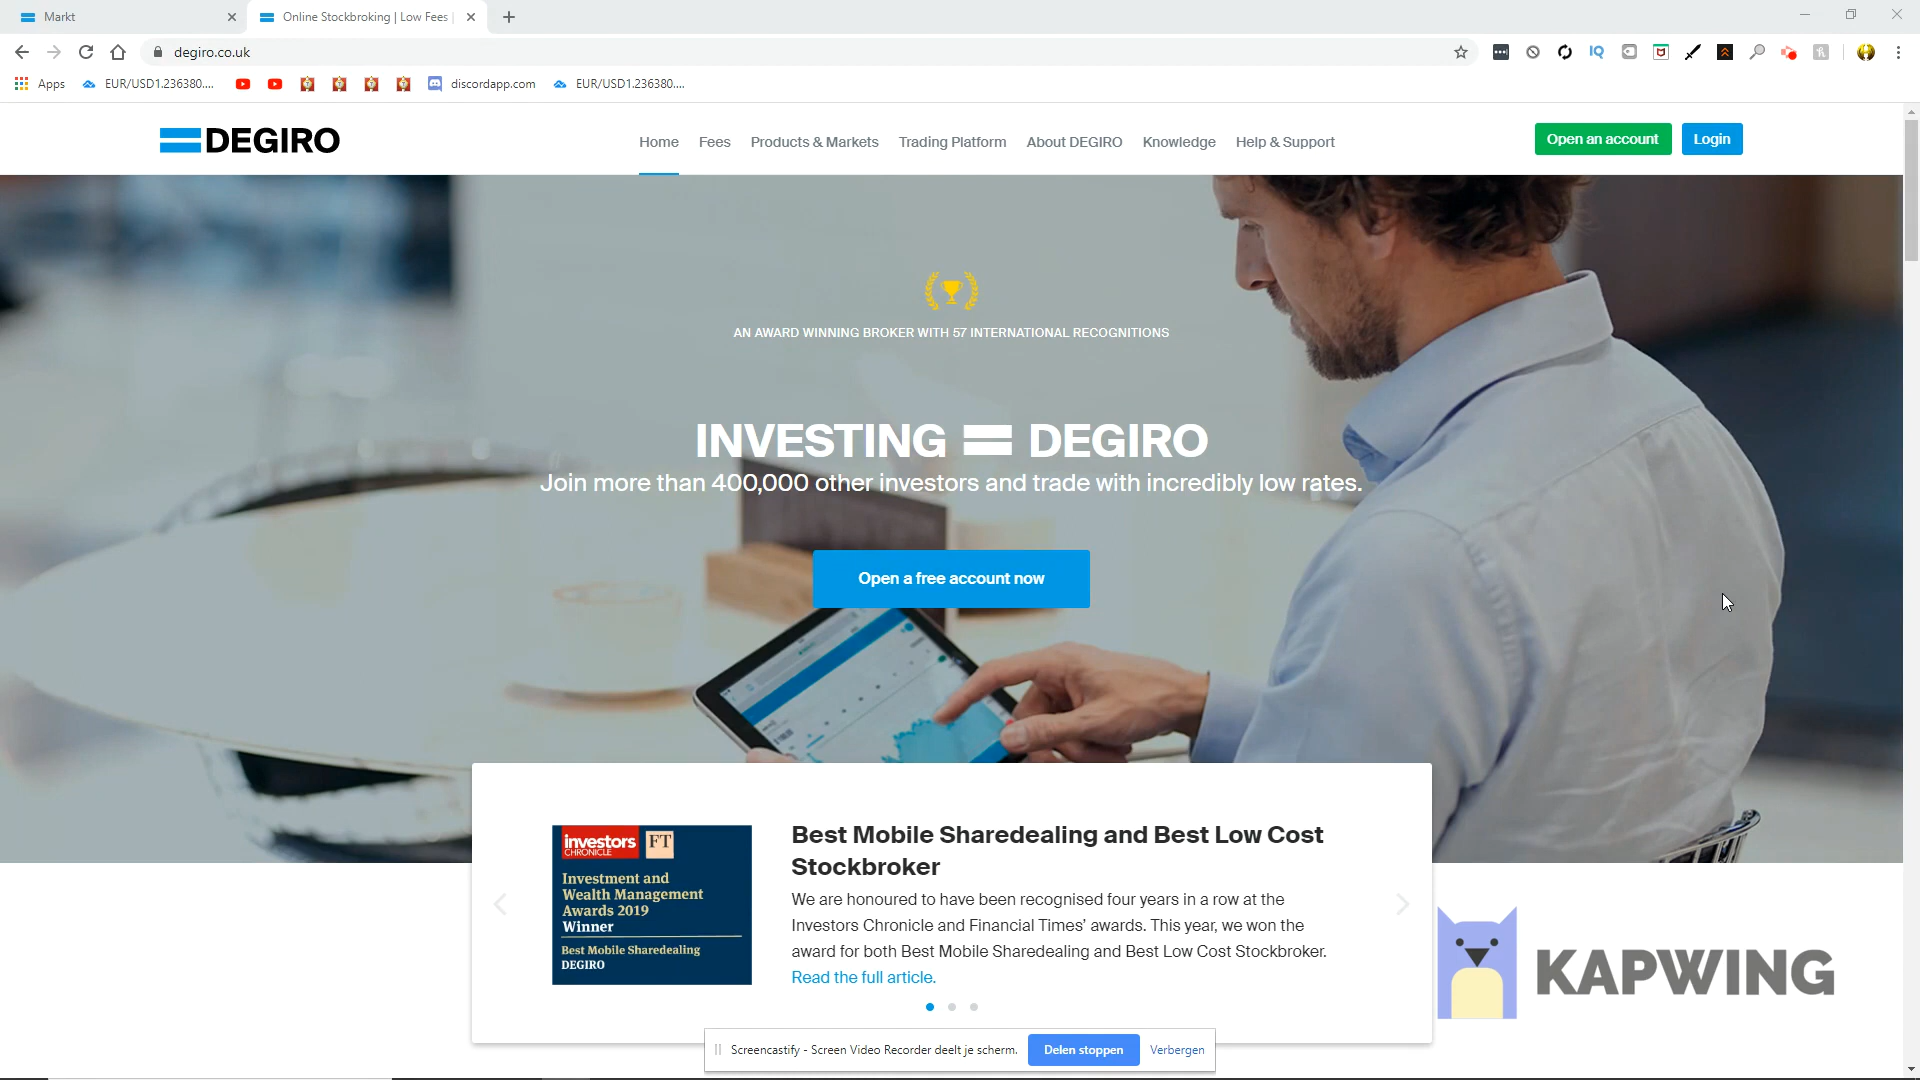 Markt
Online Stockbroking | Low Fees |
degiro.co.uk
Apps
EUR/USD1.236380....
discordapp.com
EUR/USD1.236380....
DEGIRO
Home
Fees
Products & Markets
Trading Platform
About DEGIRO
Knowledge
Help & Support
Open an account
Login
AN AWARD WINNING BROKER WITH 57 INTERNATIONAL RECOGNITIONS
INVESTING = DEGIRO
Join more than 400,000 other investors and trade with incredibly low rates.
Open a free account now
investors CHRONICLE
FT
Investment and
Wealth Management
Awards 2019
Winner
Best Mobile Sharedealing
DEGIRO
Best Mobile Sharedealing and Best Low Cost
Stockbroker
We are honoured to have been recognised four years in a row at the
Investors Chronicle and Financial Times' awards. This year, we won the
award for both Best Mobile Sharedealing and Best Low Cost Stockbroker.
Read the full article.
KAPWING
Screencastify - Screen Video Recorder deelt je scherm.
Delen stoppen
Verbergen